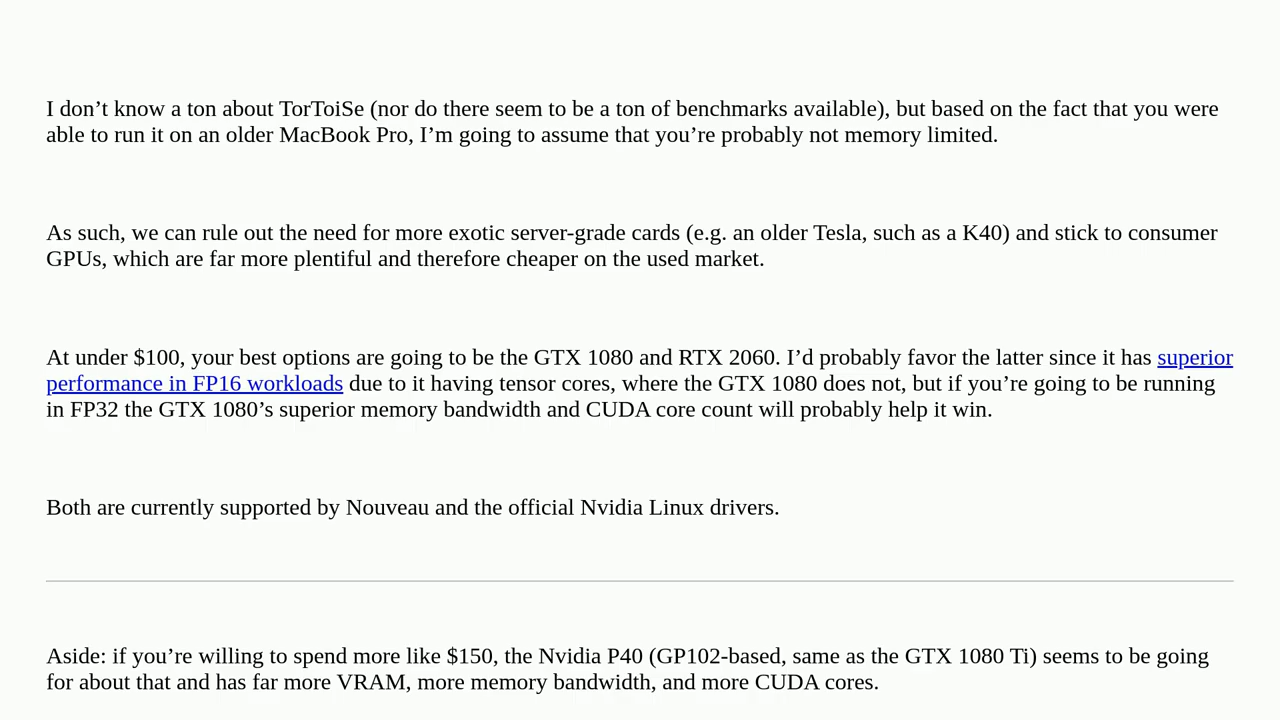 I don’t know a ton about TorToiSe (nor do there seem to be a ton of benchmarks available), but based on the fact that you were
able to run it on an older MacBook Pro, I’m going to assume that you’re probably not memory limited.
As such, we can rule out the need for more exotic server-grade cards (e.g. an older Tesla, such as a K40) and stick to consumer
GPUs, which are far more plentiful and therefore cheaper on the used market.
At under $100, your best options are going to be the GTX 1080 and RTX 2060. I’d probably favor the latter since it has superior
performance in FP16 workloads due to it having tensor cores, where the GTX 1080 does not, but if you’re going to be running
in FP32 the GTX 1080’s superior memory bandwidth and CUDA core count will probably help it win.
Both are currently supported by Nouveau and the official Nvidia Linux drivers.
Aside: if you’re willing to spend more like $150, the Nvidia P40 (GP102-based, same as the GTX 1080 Ti) seems to be going
for about that and has far more VRAM, more memory bandwidth, and more CUDA cores.